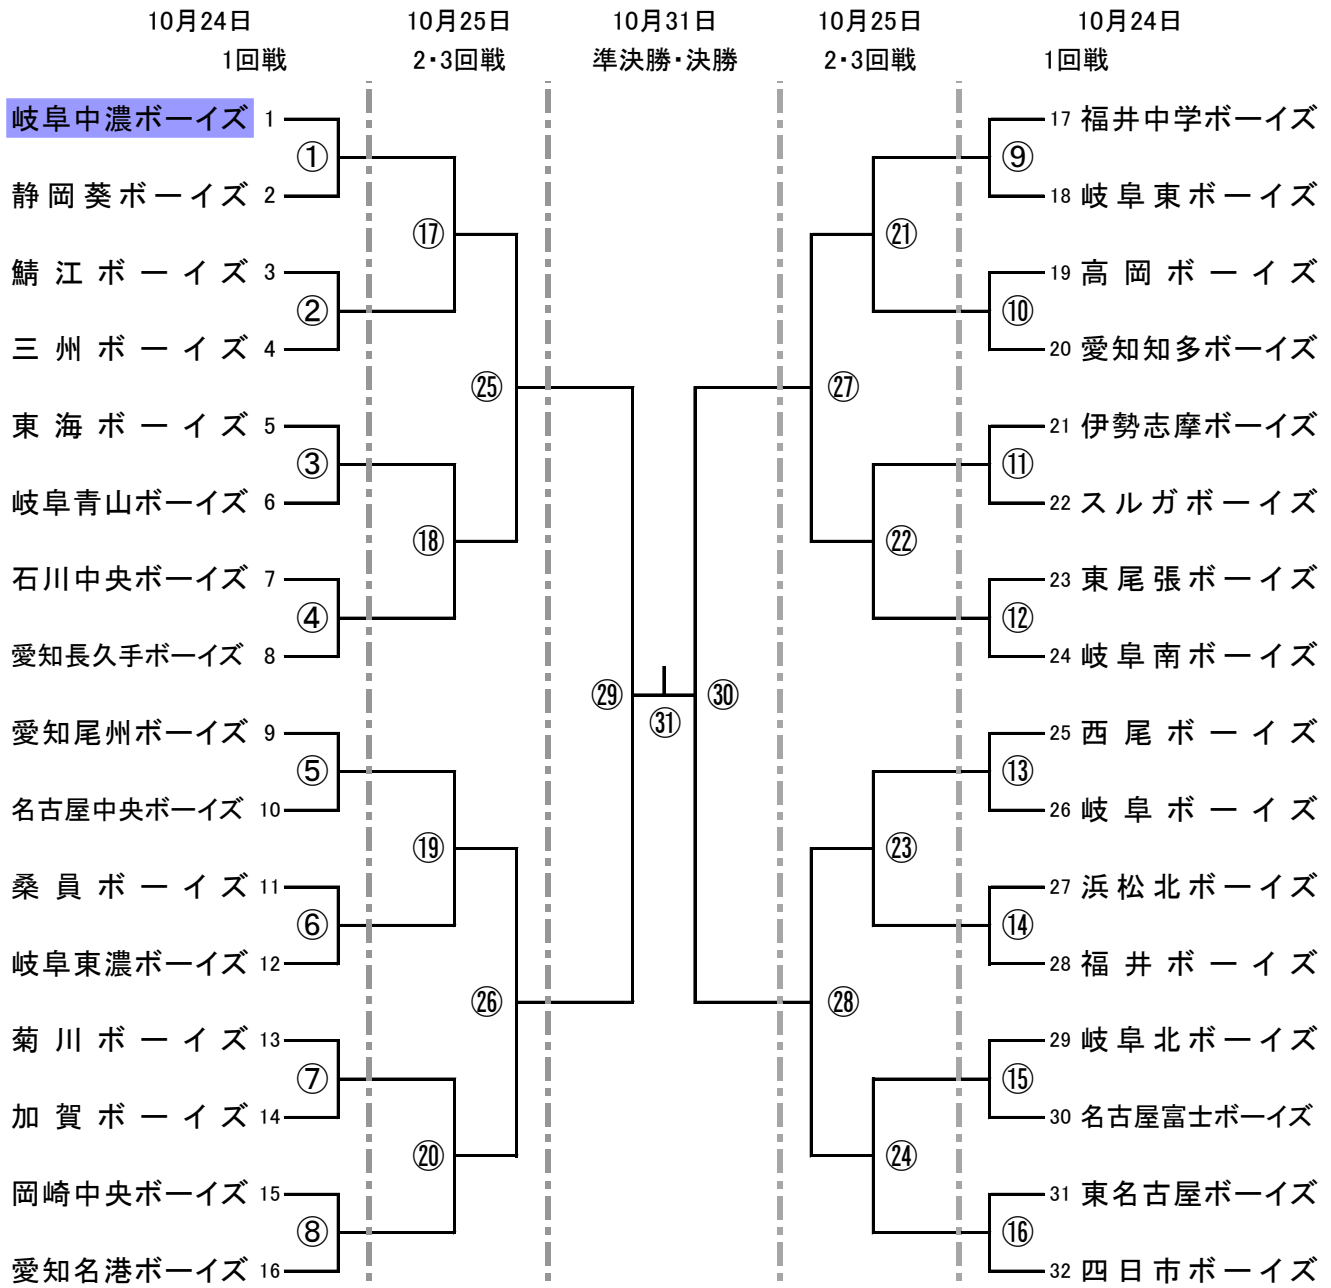 10月24日 10月25日 10月31日 10月25日 10月24日
1回戦 2・3回戦 準決勝・決勝 2・3回戦 1回戦
岐阜中濃ボーイズ 1 17 福井中学ボーイズ
① ⑨
静岡葵ボーイズ 2 18 岐阜東ボーイズ
⑰ ㉑
鯖江ボーイズ 3 19 高岡ボーイズ
② ⑩
三州ボーイズ 4 20 愛知知多ボーイズ
㉕ ㉗
東海ボーイズ 5 21 伊勢志摩ボーイズ
③ ⑪
岐阜青山ボーイズ 6 22 スルガボーイズ
⑱ ㉒
石川中央ボーイズ 7 23 東尾張ボーイズ
④ ⑫
愛知長久手ボーイズ 8 24 岐阜南ボーイズ
㉙ ㉛ ㉚
愛知尾州ボーイズ 9 25 西尾ボーイズ
⑤ ⑬
名古屋中央ボーイズ 10 26 岐阜ボーイズ
⑲ ㉓
桑員ボーイズ 11 27 浜松北ボーイズ
⑥ ⑭
岐阜東濃ボーイズ 12 28 福井ボーイズ
㉖ ㉘
菊川ボーイズ 13 29 岐阜北ボーイズ
⑦ ⑮
加賀ボーイズ 14 30 名古屋富士ボーイズ
⑳ ㉔
岡崎中央ボーイズ 15 31 東名古屋ボーイズ
⑧ ⑯
愛知名港ボーイズ 16 32 四日市ボーイズ